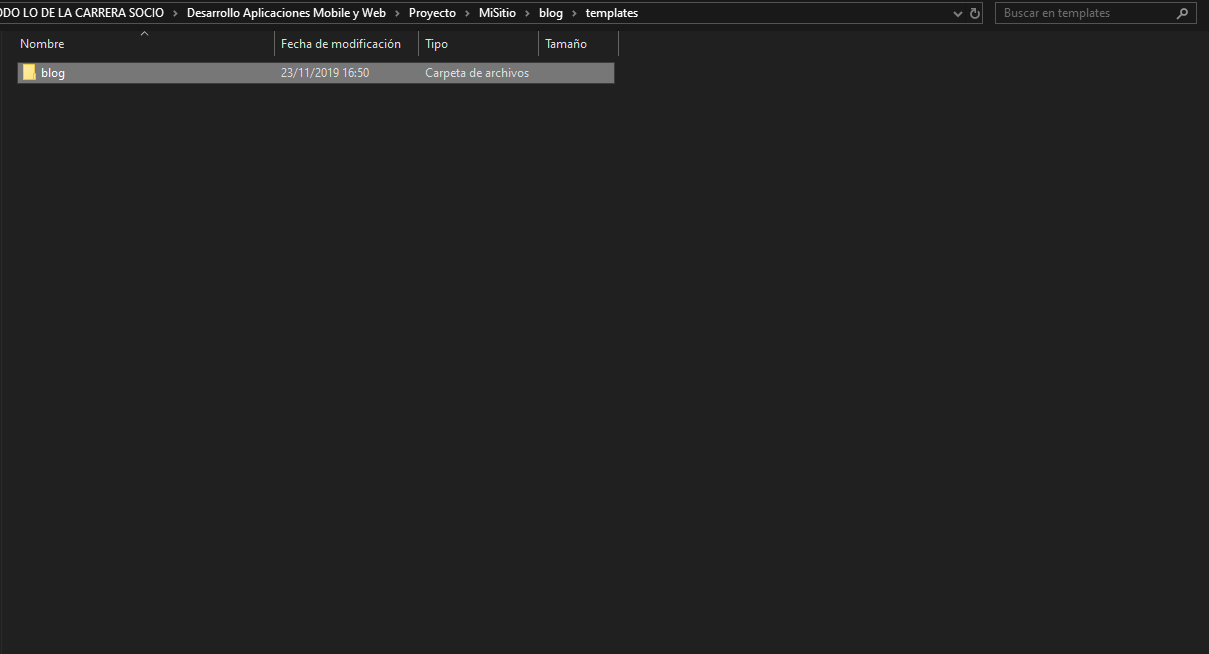 ODO LO DE LA CARRERA SOCIO > Desarrollo Aplicaciones Mobile y Web > Proyecto > MiSitio > blog > templates
Buscar en templates
Nombre Fecha de modificación Tipo Tamaño
blog 23/11/2019 16:50 Carpeta de archivos